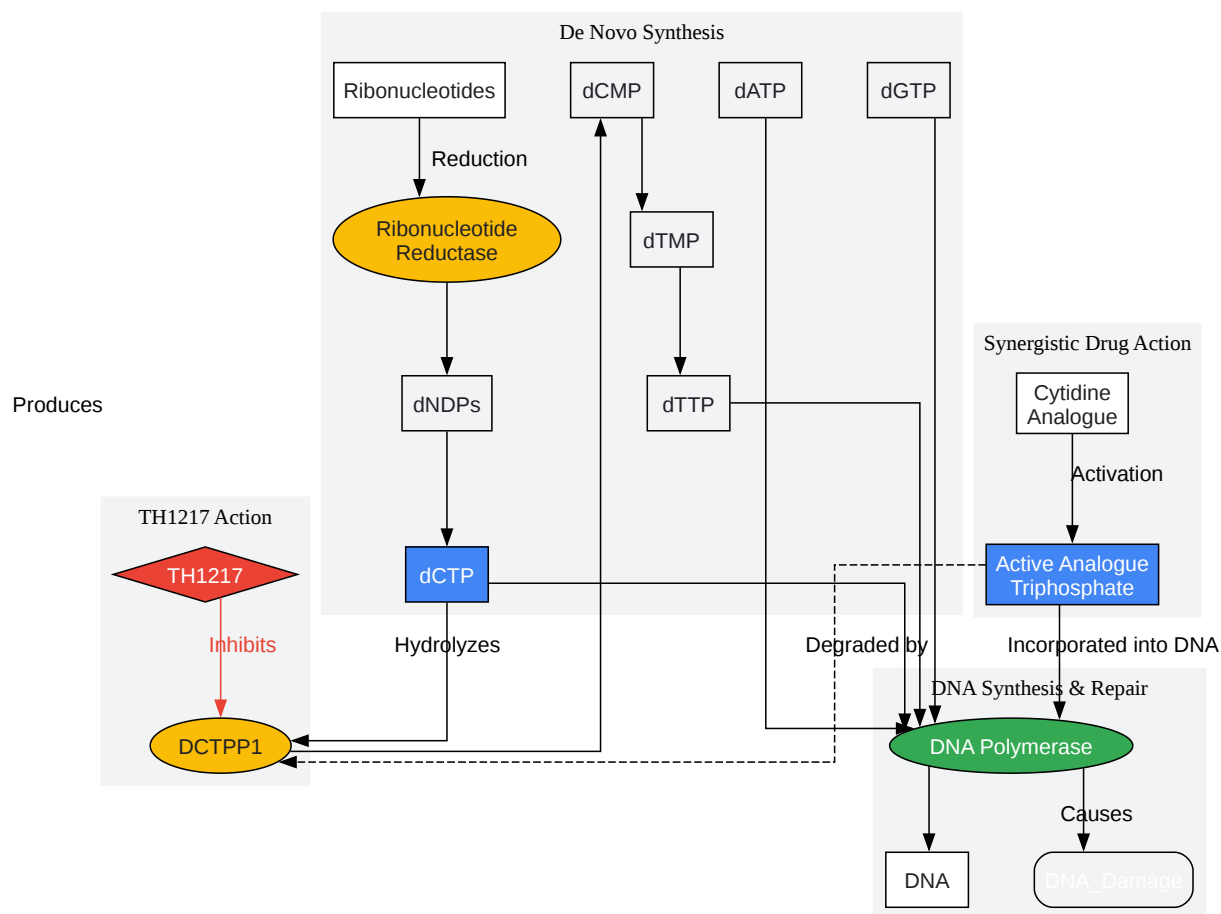 De Novo Synthesis
Ribonucleotides
dCMP
dATP
dGTP
Reduction
Ribonucleotide
Reductase
dTMP
Synergistic Drug Action
dNDPs
dTTP
Cytidine
Analogue
Produces
Activation
TH1217 Action
TH1217
dCTP
Active Analogue
Triphosphate
Inhibits
Hydrolyzes
Degraded by
Incorporated into DNA
DNA Synthesis & Repair
DCTPP1
DNA Polymerase
Causes
DNA
DNA_Damage